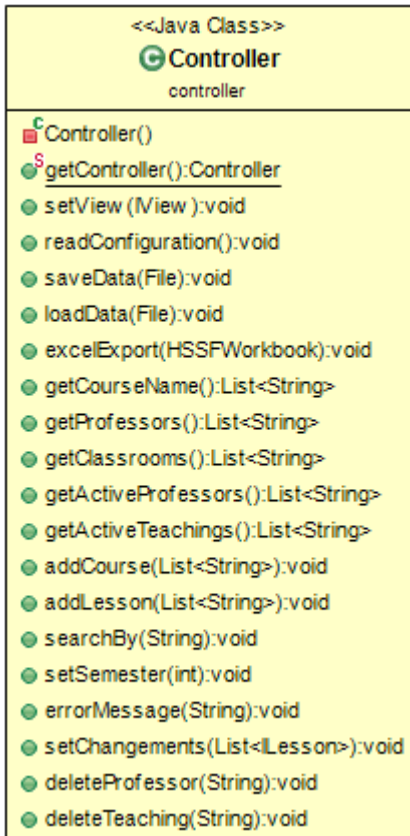 <<Java Class>>
C Controller
controller
C Controller()
S getController():Controller
setView(IView):void
readConfiguration():void
saveData(File):void
loadData(File):void
excelExport(HSSFWorkbook):void
getCourseName():List<String>
getProfessors():List<String>
getClassrooms():List<String>
getActiveProfessors():List<String>
getActiveTeachings():List<String>
addCourse(List<String>):void
addLesson(List<String>):void
searchBy(String):void
setSemester(int):void
errorMessage(String):void
setChangements(List<ILesson>):void
deleteProfessor(String):void
deleteTeaching(String):void